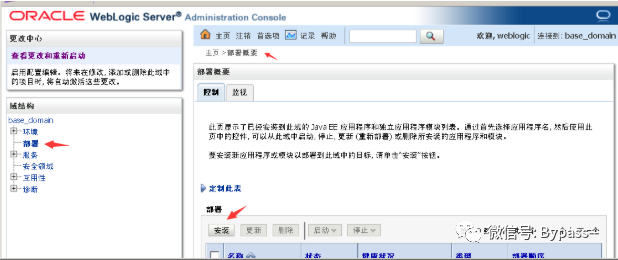 ORACLE WebLogic Server® Administration Console
更改中心
查看更改和重新启动
启用配置编辑。将来在修改, 添加或删除此域中的项目时, 将自动激活这些更改。
域结构
base_domain
环境
部署
服务
安全领域
互用性
诊断
主页 注销 首选项 记录 帮助
欢迎, weblogic
连接到: base_domain
主页 >部署概要
部署概要
控制 监视
此页显示了已经安装到此域的 Java EE 应用程序和独立应用程序模块列表。通过首先选择应用程序名, 然后使用此
页中的控件, 可以从此域中启动, 停止, 更新 (重新部署) 或删除所安装的应用程序和模块。
要安装新应用程序或模块以部署到此域中的目标, 请单击"安装"按钮。
定制此表
部署
安装 更新 删除 启动 停止
微信号: Bypass--
名称 状态 健康状况 类型 部署顺序